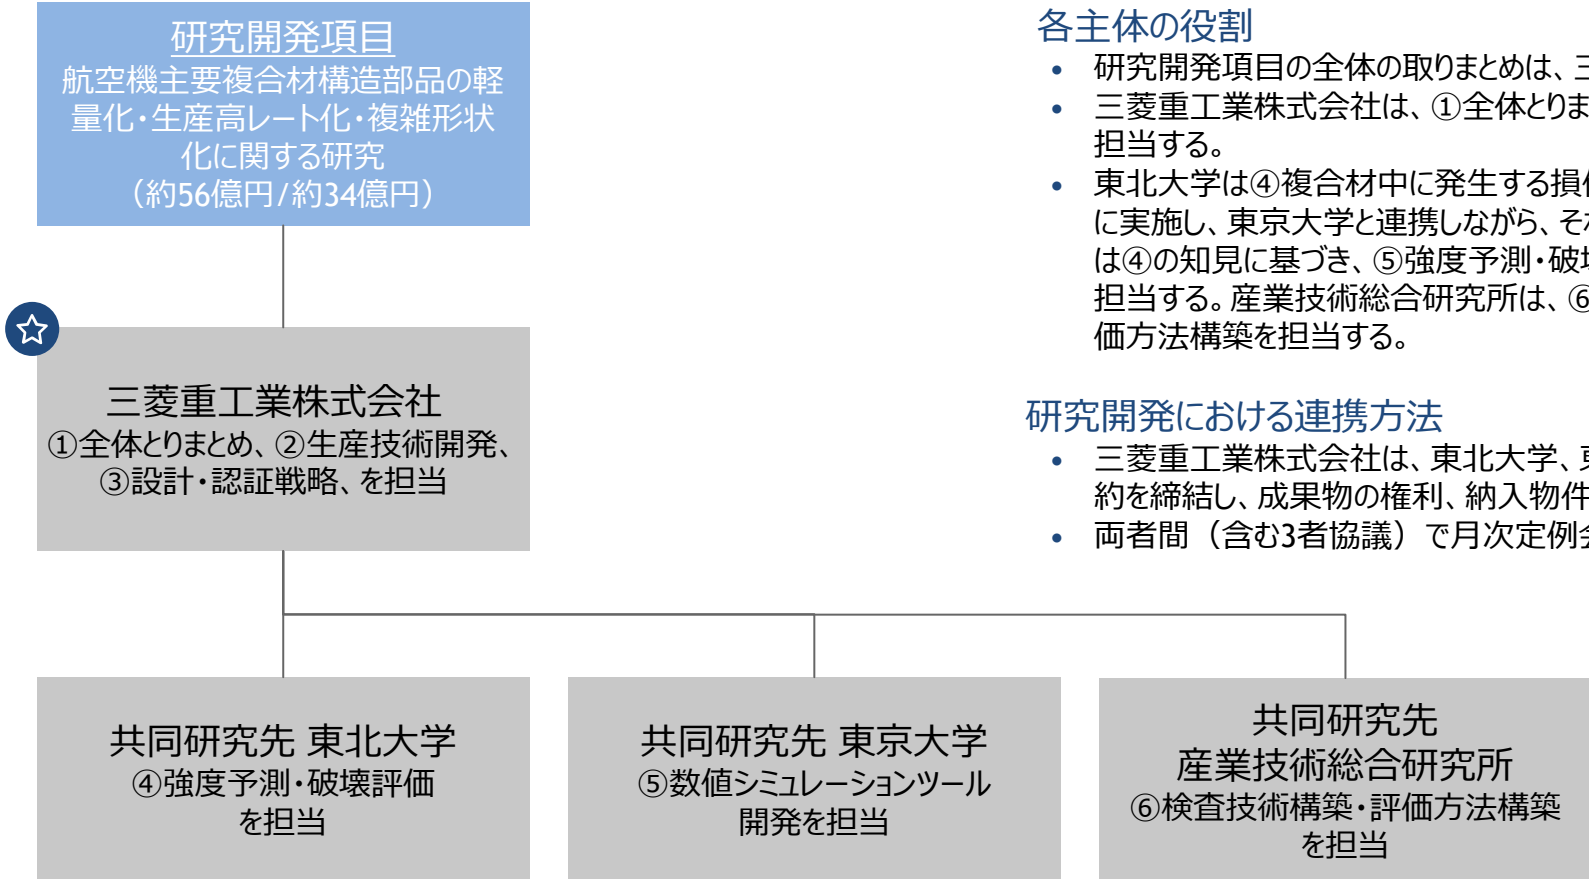 研究開発項目
航空機主要複合材構造部品の軽
量化・生産高レート化・複雑形状
化に関する研究
（約56億円/約34億円）
三菱重工業株式会社
①全体とりまとめ、②生産技術開発、
③設計・認証戦略、を担当
共同研究先 東北大学
④強度予測・破壊評価
を担当
共同研究先 東京大学
⑤数値シミュレーションツール
開発を担当
共同研究先
産業技術総合研究所
⑥検査技術構築・評価方法構築
を担当
各主体の役割
• 研究開発項目の全体の取りまとめは、三
• 三菱重工業株式会社は、①全体とりま
担当する。
• 東北大学は④複合材中に発生する損
に実施し、東京大学と連携しながら、そ
は④の知見に基づき、⑤強度予測・破
担当する。産業技術総合研究所は、⑥
価方法構築を担当する。
研究開発における連携方法
• 三菱重工業株式会社は、東北大学、
約を締結し、成果物の権利、納入物件
• 両者間（含む3者協議）で月次定例